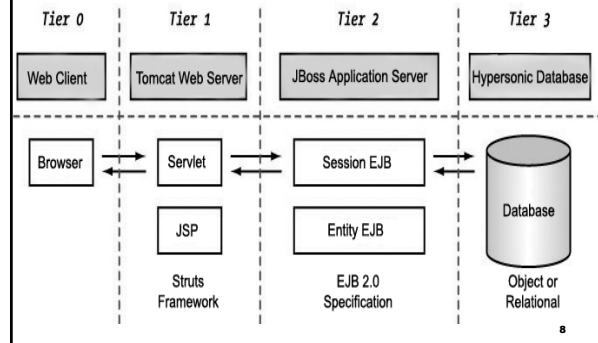 Tier 0 Tier 1 Tier 2 Tier 3
Web Client Tomcat Web Server JBoss Application Server Hypersonic Database
Browser Servlet Session EJB
Database
JSP Entity EJB
Struts EJB 2.0 Object or
Framework Specification Relational
8